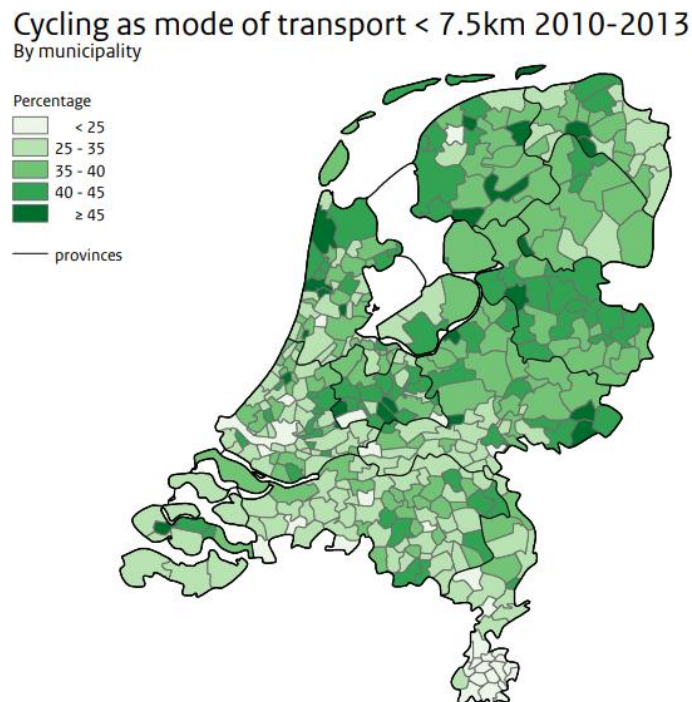 Cycling as mode of transport < 7.5km 2010-2013
By municipality
Percentage
< 25
25 - 35
35 - 40
40 - 45
≥ 45
provinces